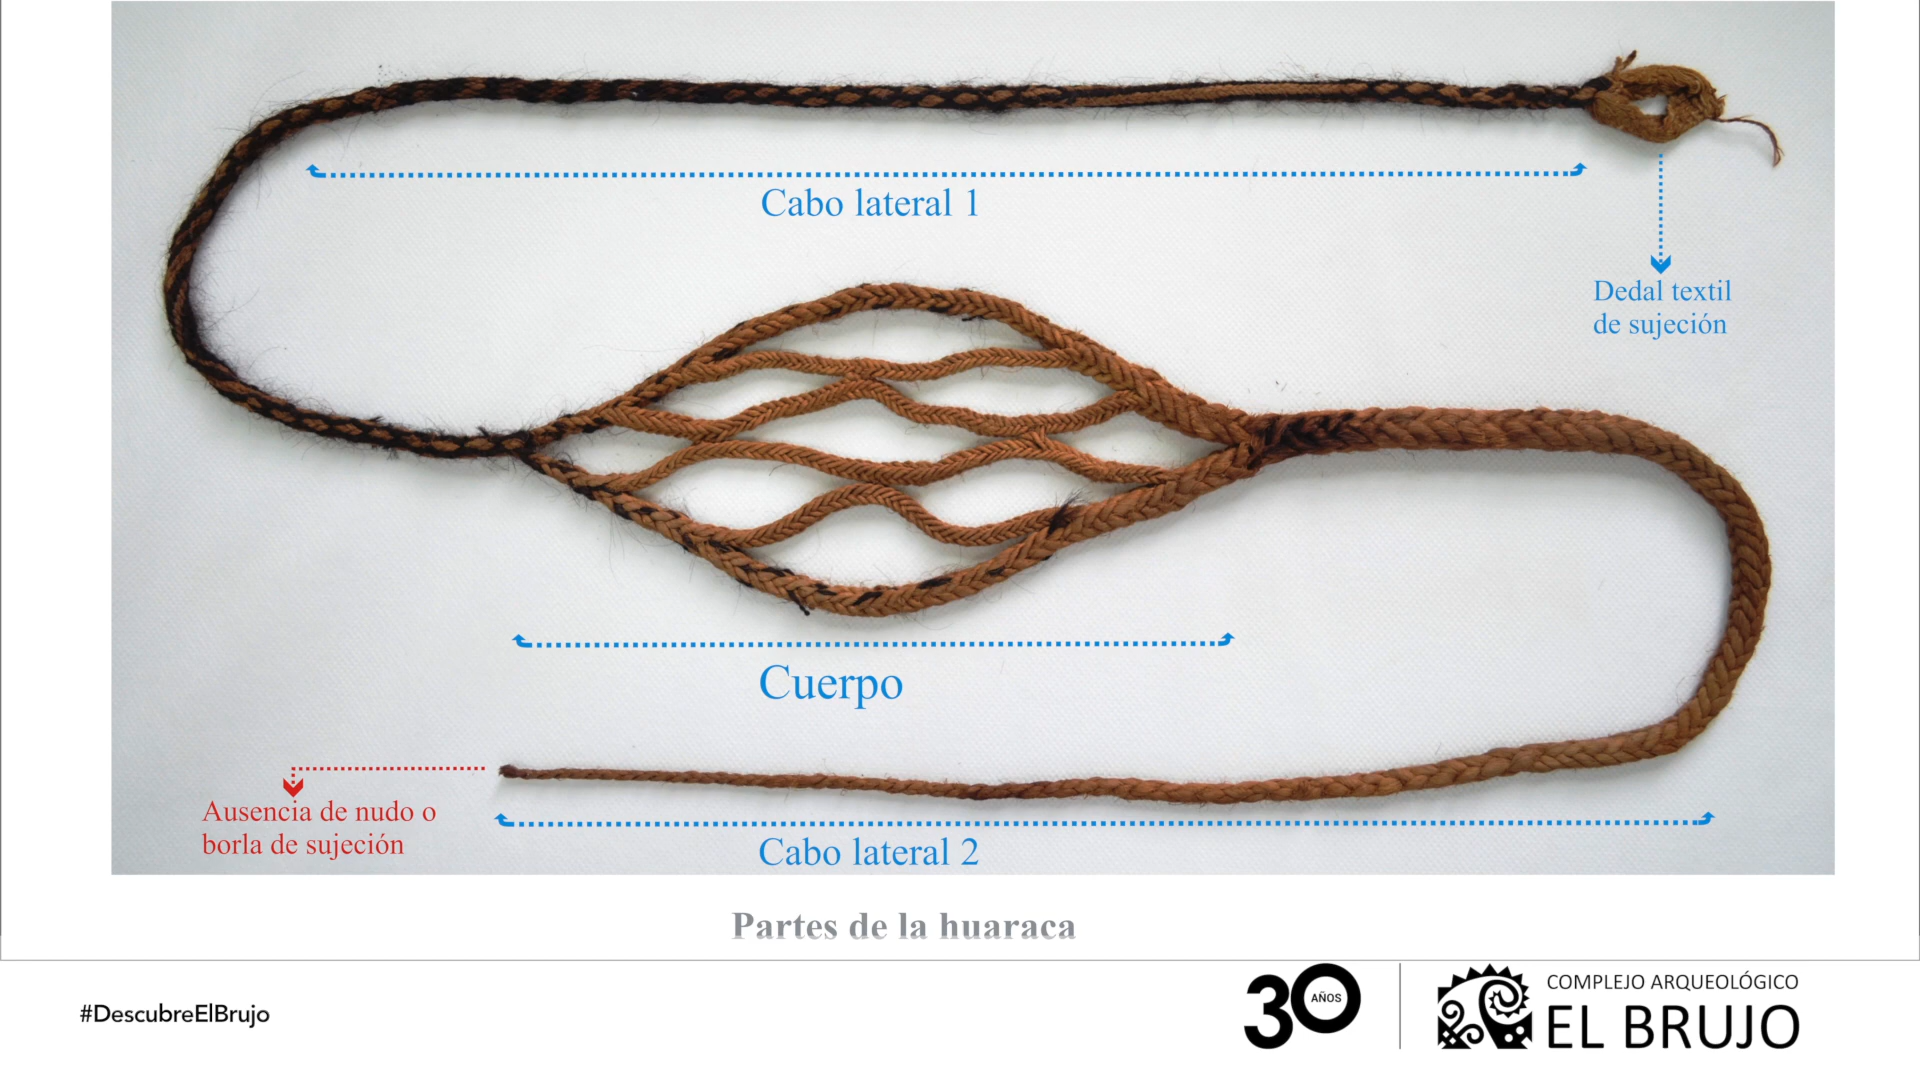 Cabo lateral 1
Dedal textil
de sujeción
Cuerpo
Ausencia de nudo o
borla de sujeción
Cabo lateral 2
Partes de la huaraca
#DescubreElBrujo
30 AÑOS
COMPLEJO ARQUEOLÓGICO
EL BRUJO